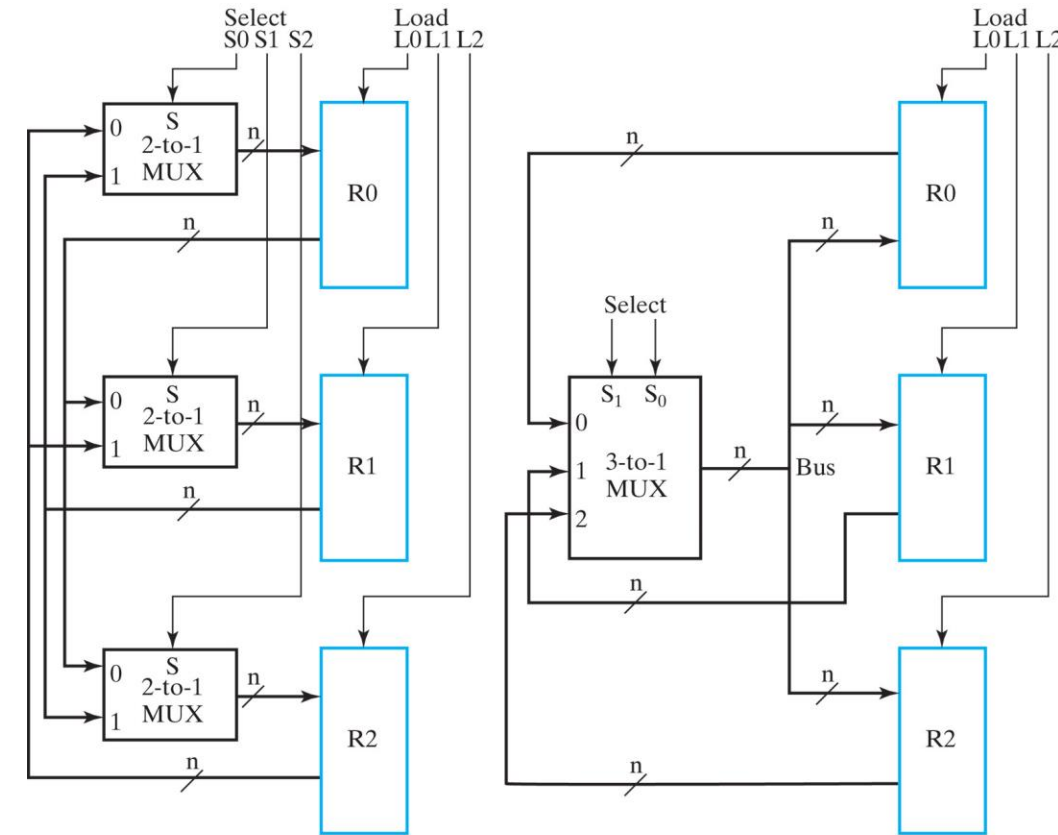 Select
S0 S1 S2
Load
L0 L1 L2
S
0
2-to-1
1
MUX
n
R0
n
S
0
2-to-1
1
MUX
n
R1
n
S
0
2-to-1
1
MUX
n
R2
n
Load
L0 L1 L2
n
R0
n
Select
S₁ S₀
0
1
3-to-1
MUX
2
n
Bus
n
R1
n
n
R2
n